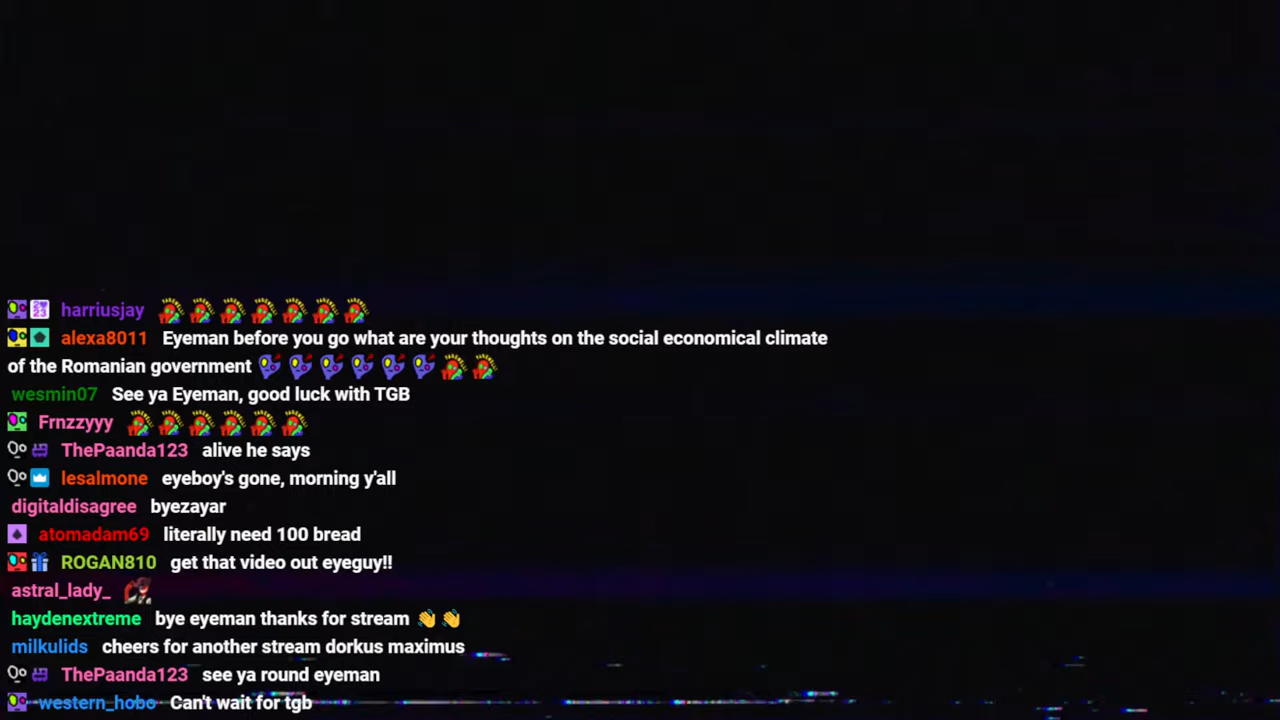 harriusjay
alexa8011 Eyeman before you go what are your thoughts on the social economical climate
of the Romanian government
wesmin07 See ya Eyeman, good luck with TGB
Frnzzyyy
ThePaanda123 alive he says
lesalmone eyeboy's gone, morning y'all
digitaldisagree byezayar
atomadam69 literally need 100 bread
ROGAN810 get that video out eyeguy!!
astral_lady_
haydenextreme bye eyeman thanks for stream 👋 👋
milkulids cheers for another stream dorkus maximus
ThePaanda123 see ya round eyeman
western_hobo Can't wait for tgb